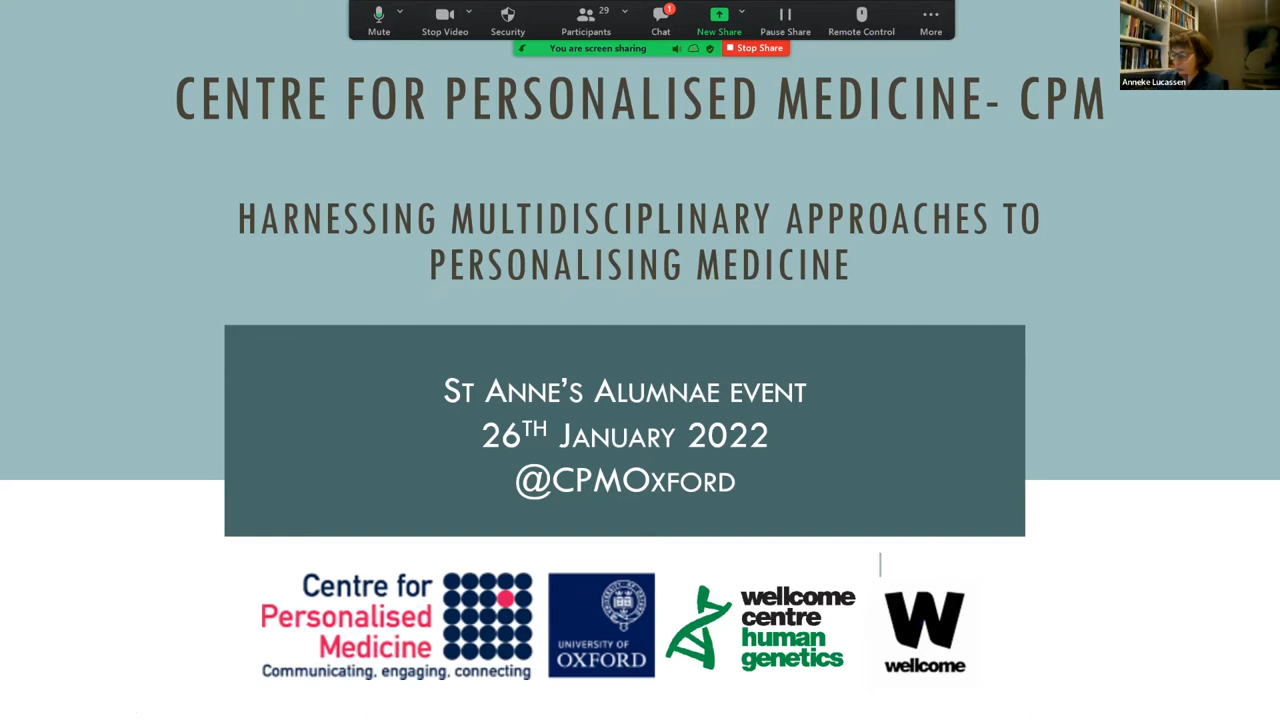 29
1
Mute
Stop Video
Security
Participants
Chat
New Share
Pause Share
Remote Control
More
You are screen sharing
Stop Share
Anneke Lucassen
CENTRE FOR PERSONALISED MEDICINE- CPM
HARNESSING MULTIDISCIPLINARY APPROACHES TO
PERSONALISING MEDICINE
St Anne's Alumnae event
26TH January 2022
@CPMOxford
Centre for
Personalised
Medicine
Communicating, engaging, connecting
UNIVERSITY OF
OXFORD
wellcome
centre
human
genetics
W
wellcome